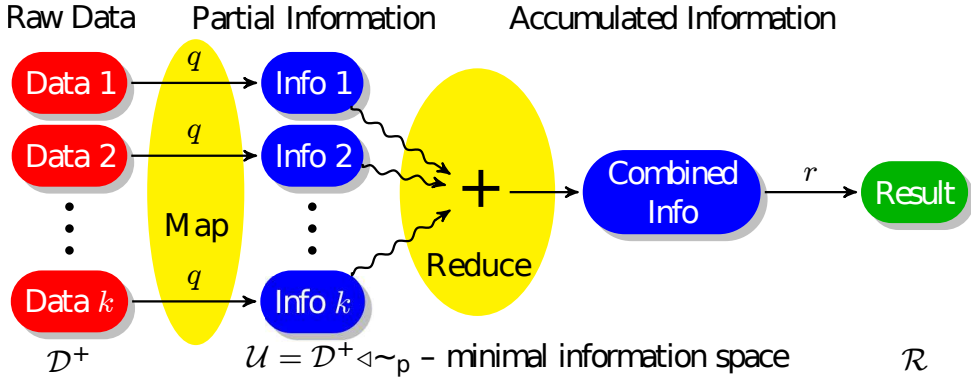 Raw Data Partial Information Accumulated Information
Data 1 q Info 1
Data 2 q Info 2
Map
+
Combined
Info
r
Result
Reduce
Data k q Info k
𝒟⁺ 𝒰 = 𝒟⁺◁∼ₚ – minimal information space ℛ